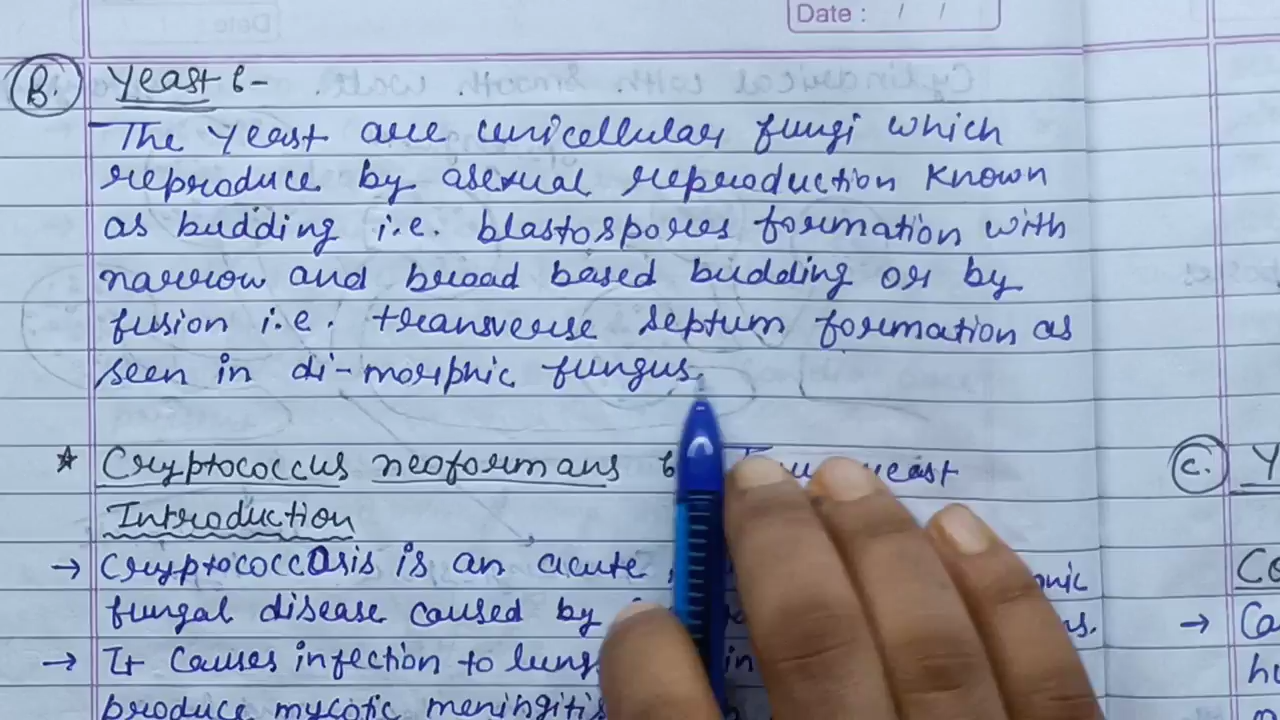 Date : / /
B. Yeast :-
The Yeast are unicellular fungi which
reproduce by asexual reproduction known
as budding i.e. blastospores formation with
narrow and broad based budding or by
fusion i.e. transverse septum formation as
seen in di-morphic fungus.
* Cryptococcus neoformans :- yeast
Introduction
→ Cryptococcosis is an acute,
fungal disease caused by
→ It causes infection to lungs
produce mycotic meningitis
C. Y